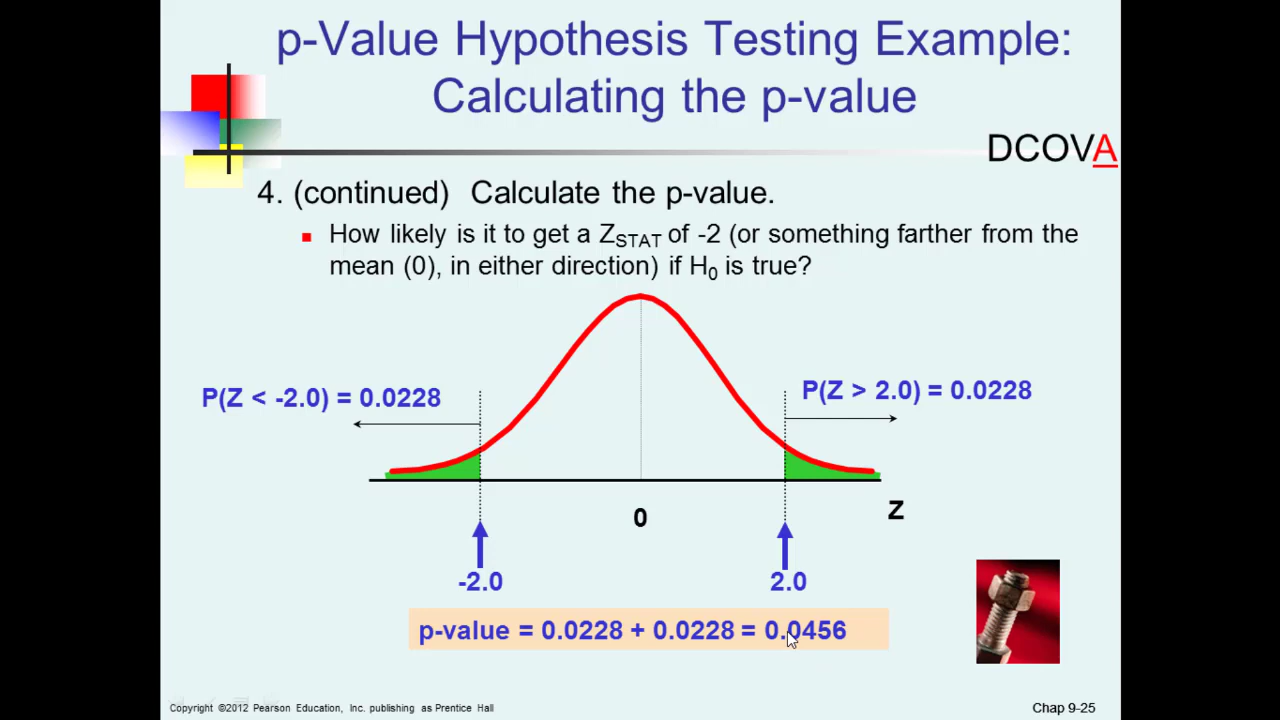 p-Value Hypothesis Testing Example:
Calculating the p-value
DCOVA
4. (continued) Calculate the p-value.
How likely is it to get a ZSTAT of -2 (or something farther from the
mean (0), in either direction) if H0 is true?
P(Z < -2.0) = 0.0228
P(Z > 2.0) = 0.0228
0
Z
-2.0
2.0
p-value = 0.0228 + 0.0228 = 0.0456
Copyright ©2012 Pearson Education, Inc. publishing as Prentice Hall
Chap 9-25